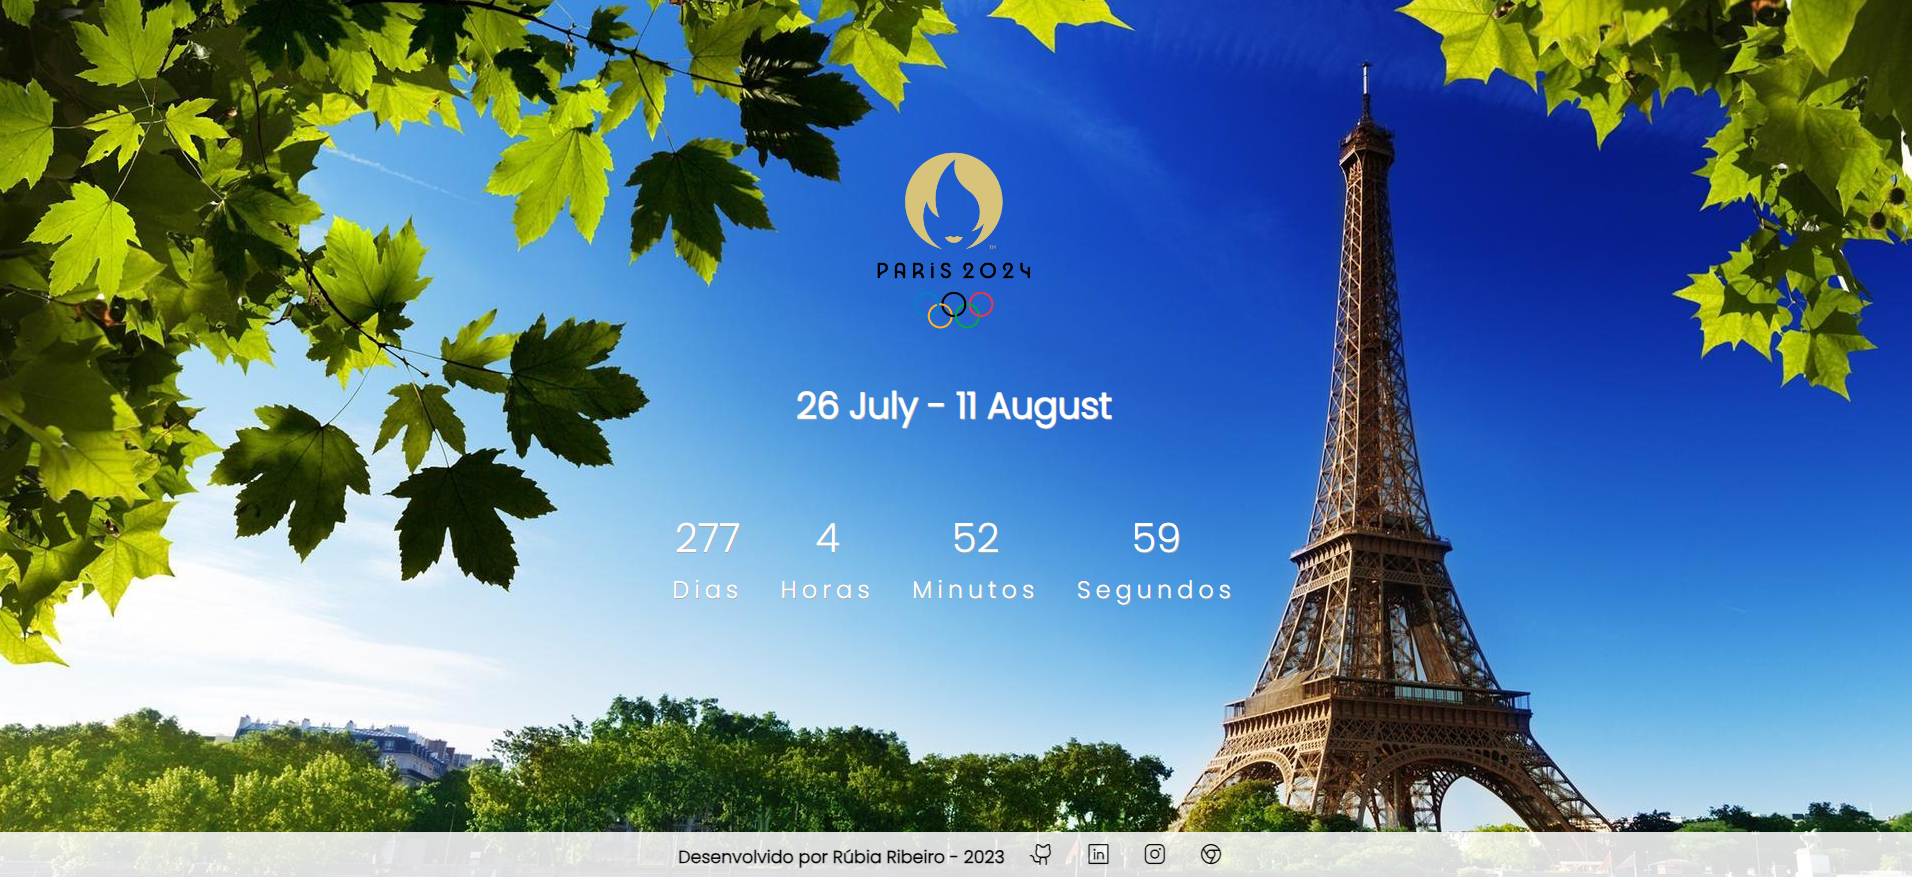 PARIS 2024
26 July - 11 August
277 4 52 59
Dias Horas Minutos Segundos
Desenvolvido por Rúbia Ribeiro - 2023